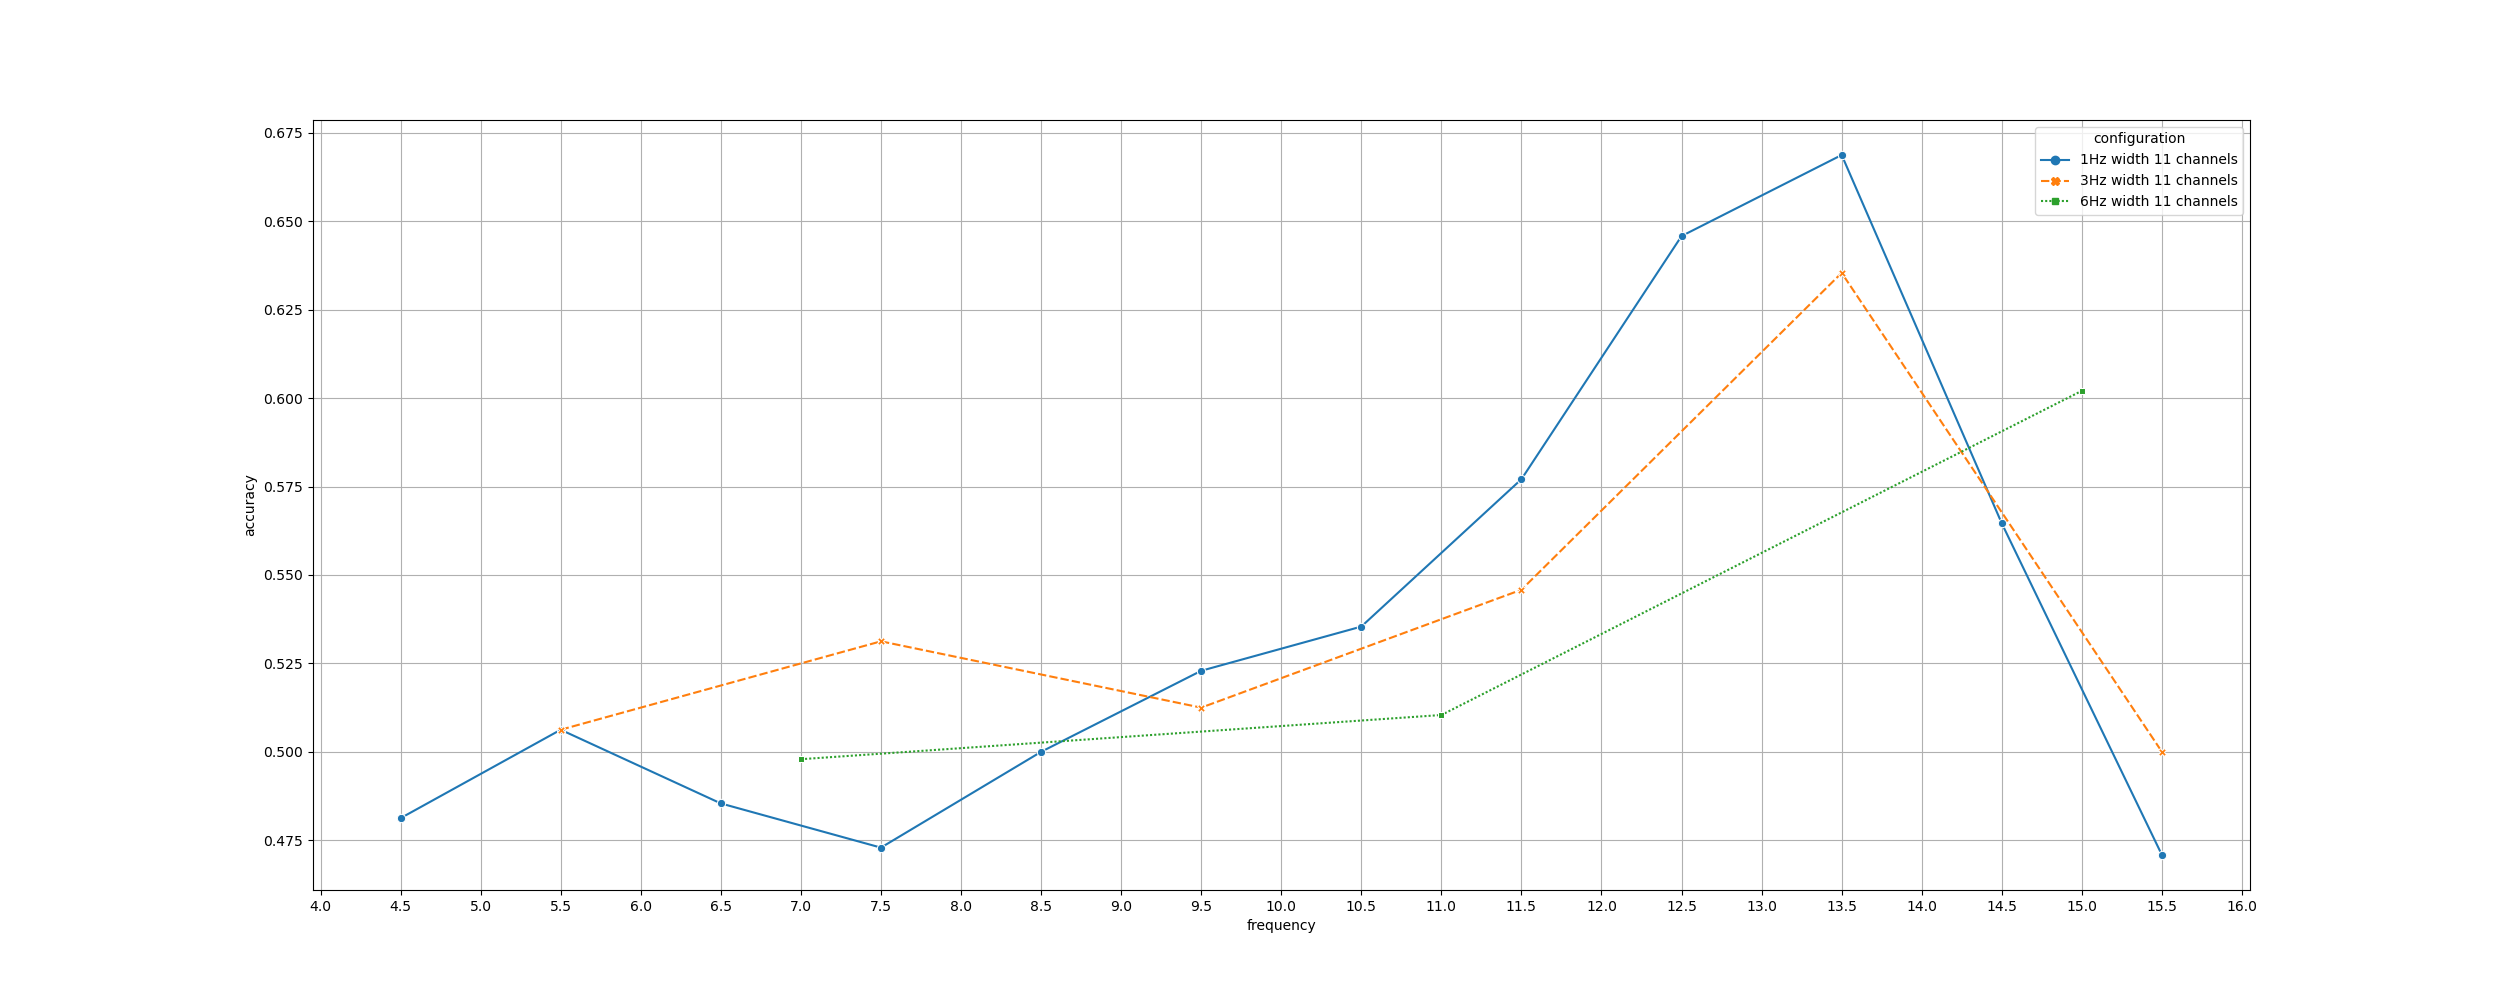 configuration
1Hz width 11 channels
3Hz width 11 channels
6Hz width 11 channels
0.675
0.650
0.625
0.600
0.575
0.550
0.525
0.500
0.475
accuracy
4.0 4.5 5.0 5.5 6.0 6.5 7.0 7.5 8.0 8.5 9.0 9.5 10.0 10.5 11.0 11.5 12.0 12.5 13.0 13.5 14.0 14.5 15.0 15.5 16.0
frequency